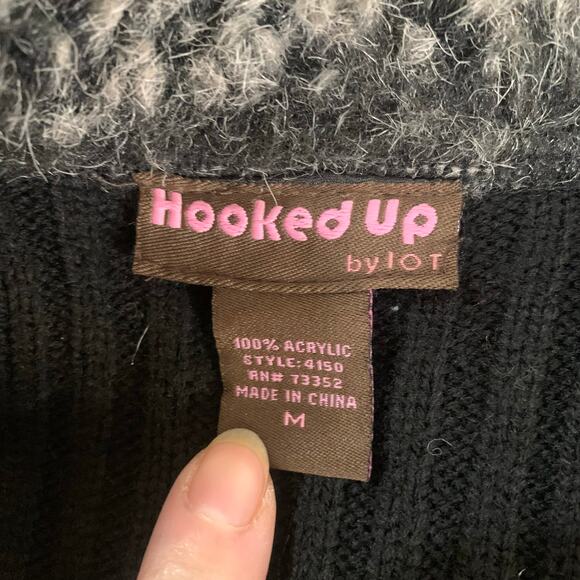 Hooked Up
by IOT
100% ACRYLIC
STYLE: 4150
RN# 73352
MADE IN CHINA
M